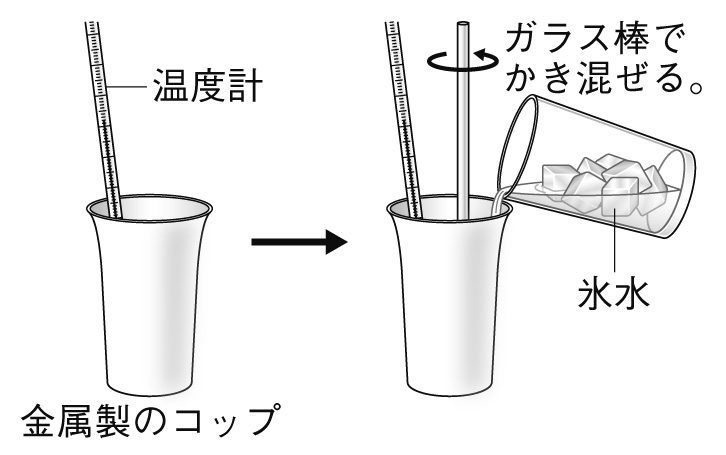 温度計
ガラス棒で
かき混ぜる。
氷水
金属製のコップ